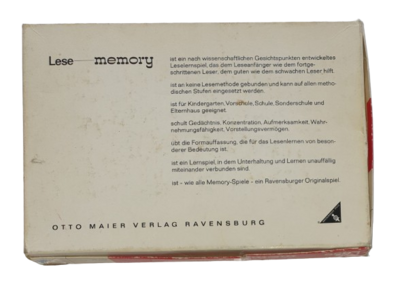 Lese memory
ist ein nach wissenschaftlichen Gesichtspunkten entwickeltes
Leselernspiel, das dem Leseanfänger wie dem fortge-
schrittenen Leser, dem guten wie dem schwachen Leser hilft.
ist an keine Lesemethode gebunden und kann auf allen metho-
dischen Stufen eingesetzt werden.
ist für Kindergarten, Vorschule, Schule, Sonderschule und
Elternhaus geeignet.
schult Gedächtnis, Konzentration, Aufmerksamkeit, Wahr-
nehmungsfähigkeit, Vorstellungsvermögen.
übt die Formauffassung, die für das Lesenlernen von beson-
derer Bedeutung ist.
ist ein Lernspiel, in dem Unterhaltung und Lernen unauffällig
miteinander verbunden sind.
ist – wie alle Memory-Spiele – ein Ravensburger Originalspiel.
OTTO MAIER VERLAG RAVENSBURG